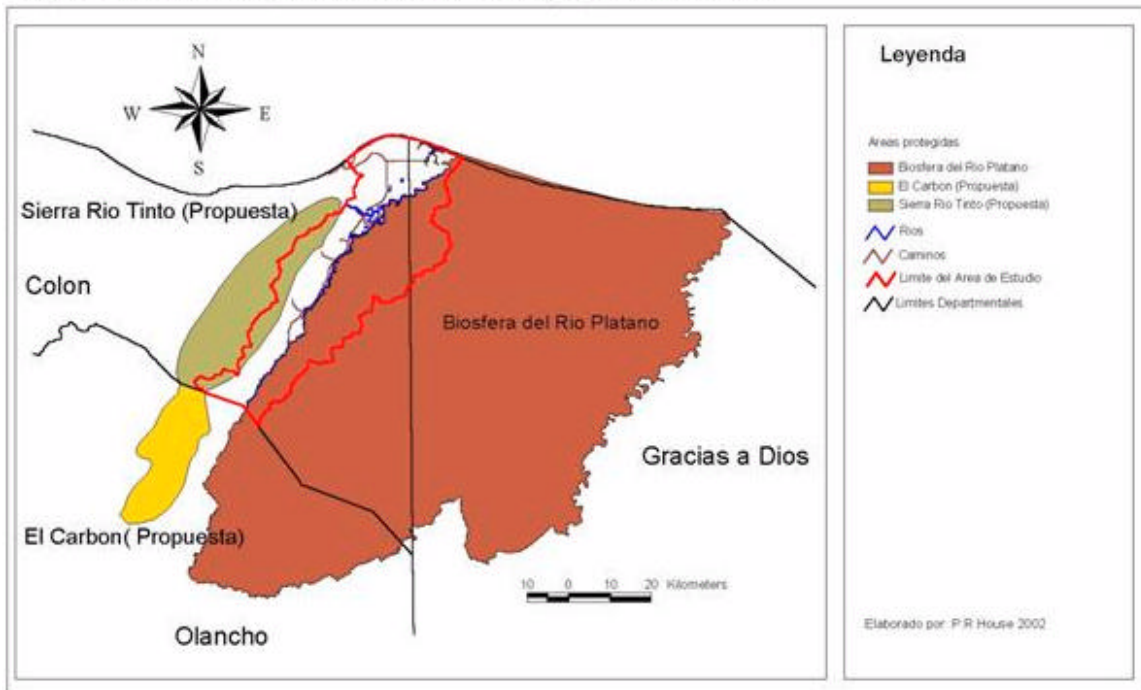 N
W E
S
Sierra Rio Tinto (Propuesta)
Colon
Biosfera del Rio Platano
Gracias a Dios
El Carbon( Propuesta)
10 0 10 20 Kilometers
Olancho
Leyenda
Areas protegidas
Biosfera del Rio Platano
El Carbon (Propuesta)
Sierra Rio Tinto (Propuesta)
Rios
Caminos
Limite del Area de Estudio
Limites Departmentales
Elaborado por: P.R House 2002